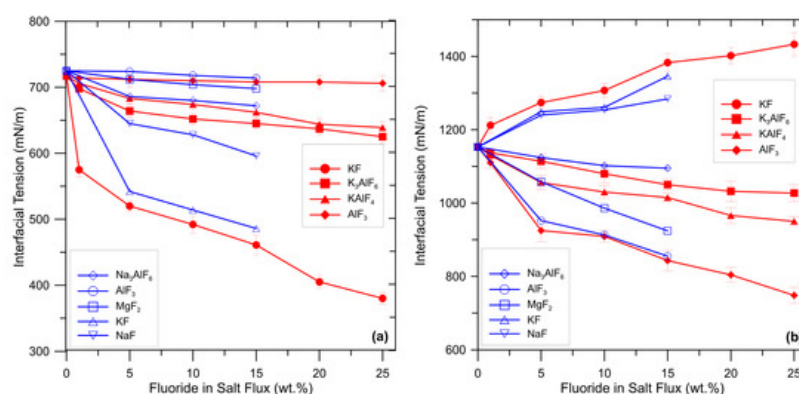 800
700
600
500
400
300
Interfacial Tension (mN/m)
0
5
10
15
20
25
Fluoride in Salt Flux (wt.%)
KF
K₃AlF₆
KAlF₄
AlF₃
Na₃AlF₆
AlF₃
MgF₂
KF
NaF
(a)
1400
1200
1000
800
600
Interfacial Tension (mN/m)
0
5
10
15
20
25
Fluoride in Salt Flux (wt.%)
KF
K₃AlF₆
KAlF₄
AlF₃
Na₃AlF₆
AlF₃
MgF₂
KF
NaF
(b